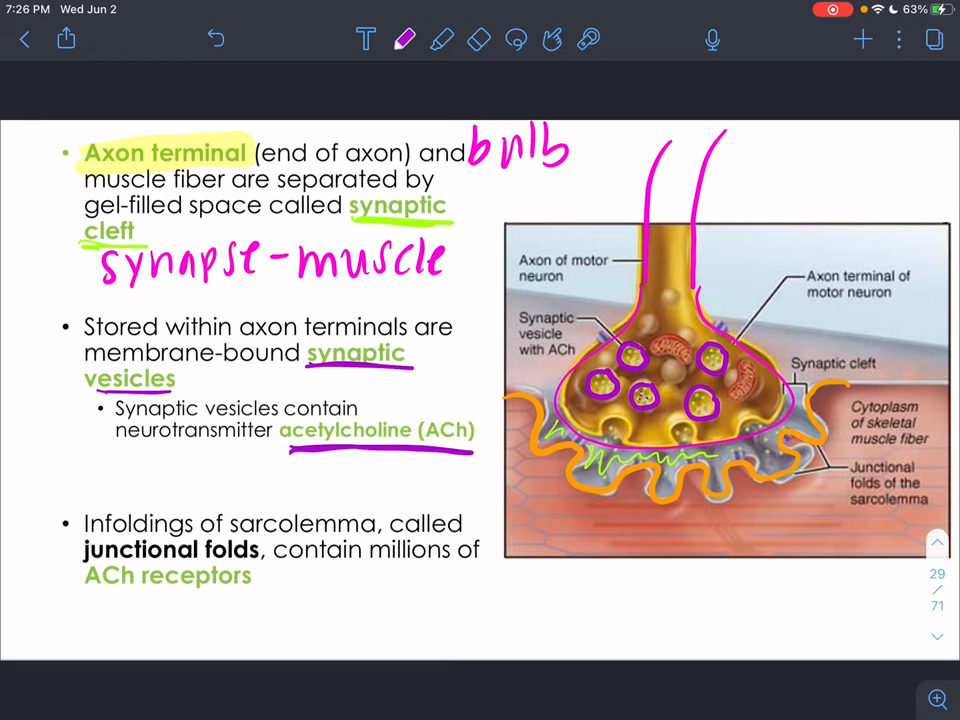 7:26 PM Wed Jun 2
63%
• Axon terminal (end of axon) and bulb
muscle fiber are separated by
gel-filled space called synaptic
cleft
synapse - muscle
• Stored within axon terminals are
membrane-bound synaptic
vesicles
• Synaptic vesicles contain
neurotransmitter acetylcholine (ACh)
• Infoldings of sarcolemma, called
junctional folds, contain millions of
ACh receptors
Axon of motor
neuron
Synaptic
vesicle
with ACh
Axon terminal of
motor neuron
Synaptic cleft
Cytoplasm
of skeletal
muscle fiber
Junctional
folds of the
sarcolemma
29
/
71